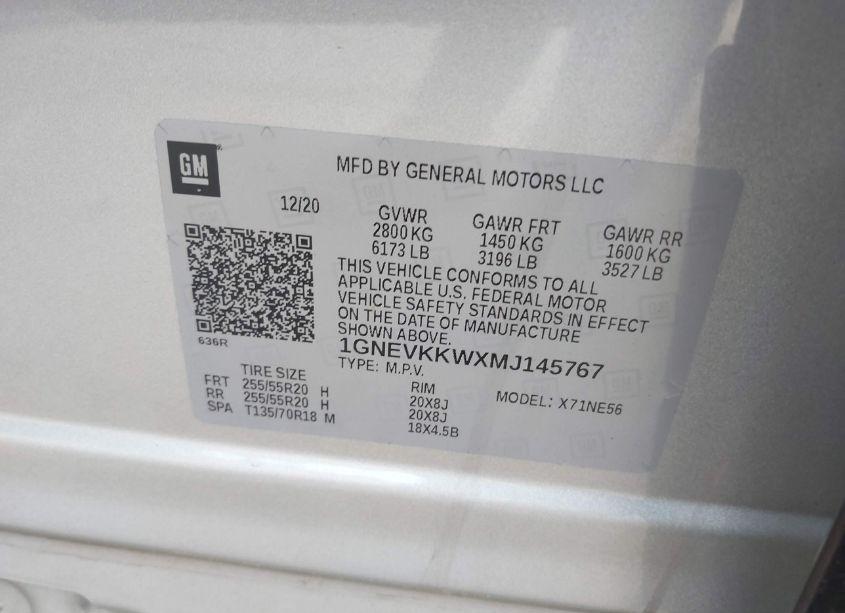 GM
MFD BY GENERAL MOTORS LLC
12/20
GVWR GAWR FRT GAWR RR
2800 KG 1450 KG 1600 KG
6173 LB 3196 LB 3527 LB
THIS VEHICLE CONFORMS TO ALL
APPLICABLE U.S. FEDERAL MOTOR
VEHICLE SAFETY STANDARDS IN EFFECT
ON THE DATE OF MANUFACTURE
SHOWN ABOVE.
636R
1GNEVKKWXMJ145767
TYPE: M.P.V.
TIRE SIZE RIM MODEL: X71NE56
FRT 255/55R20 H 20X8J
RR 255/55R20 H 20X8J
SPA T135/70R18 M 18X4.5B